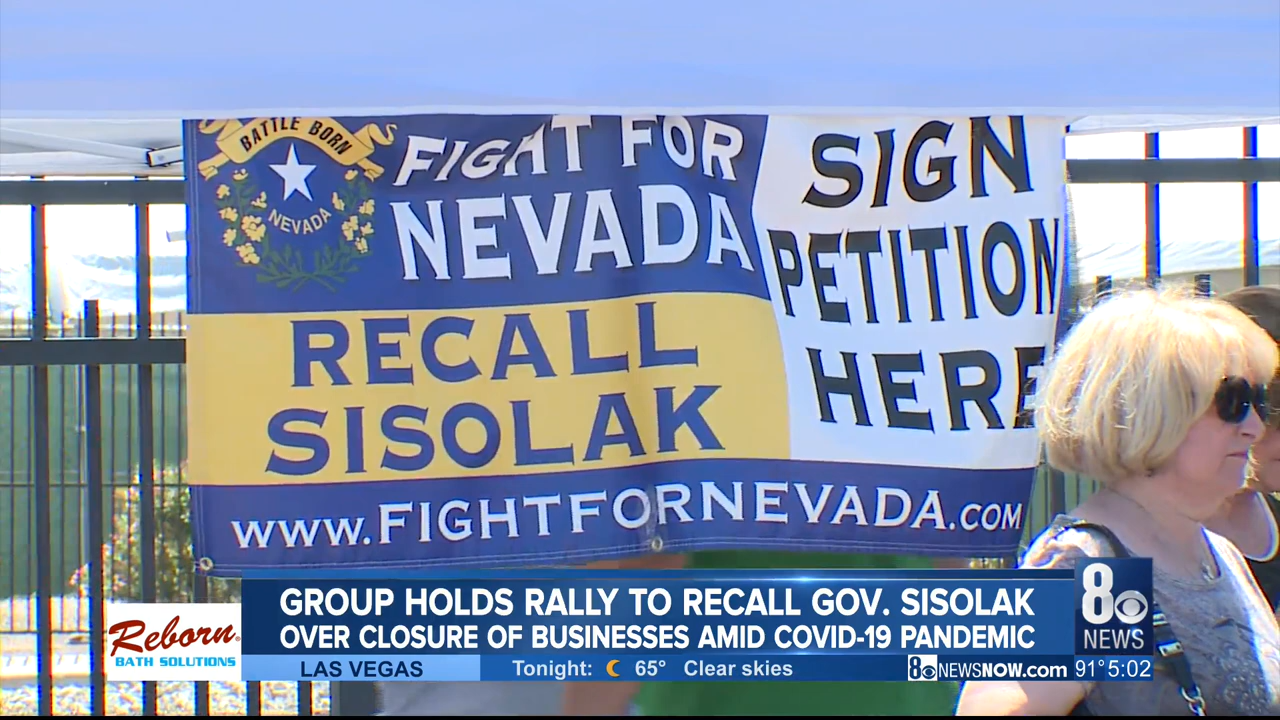 BATTLE BORN
NEVADA
FIGHT FOR
NEVADA
RECALL
SISOLAK
SIGN
PETITION
HERE
www.FIGHTFORNEVADA.COM
GROUP HOLDS RALLY TO RECALL GOV. SISOLAK
OVER CLOSURE OF BUSINESSES AMID COVID-19 PANDEMIC
8
NEWS
Reborn®
BATH SOLUTIONS
LAS VEGAS
Tonight: 65° Clear skies
8 NEWSNOW.com
91° 5:02